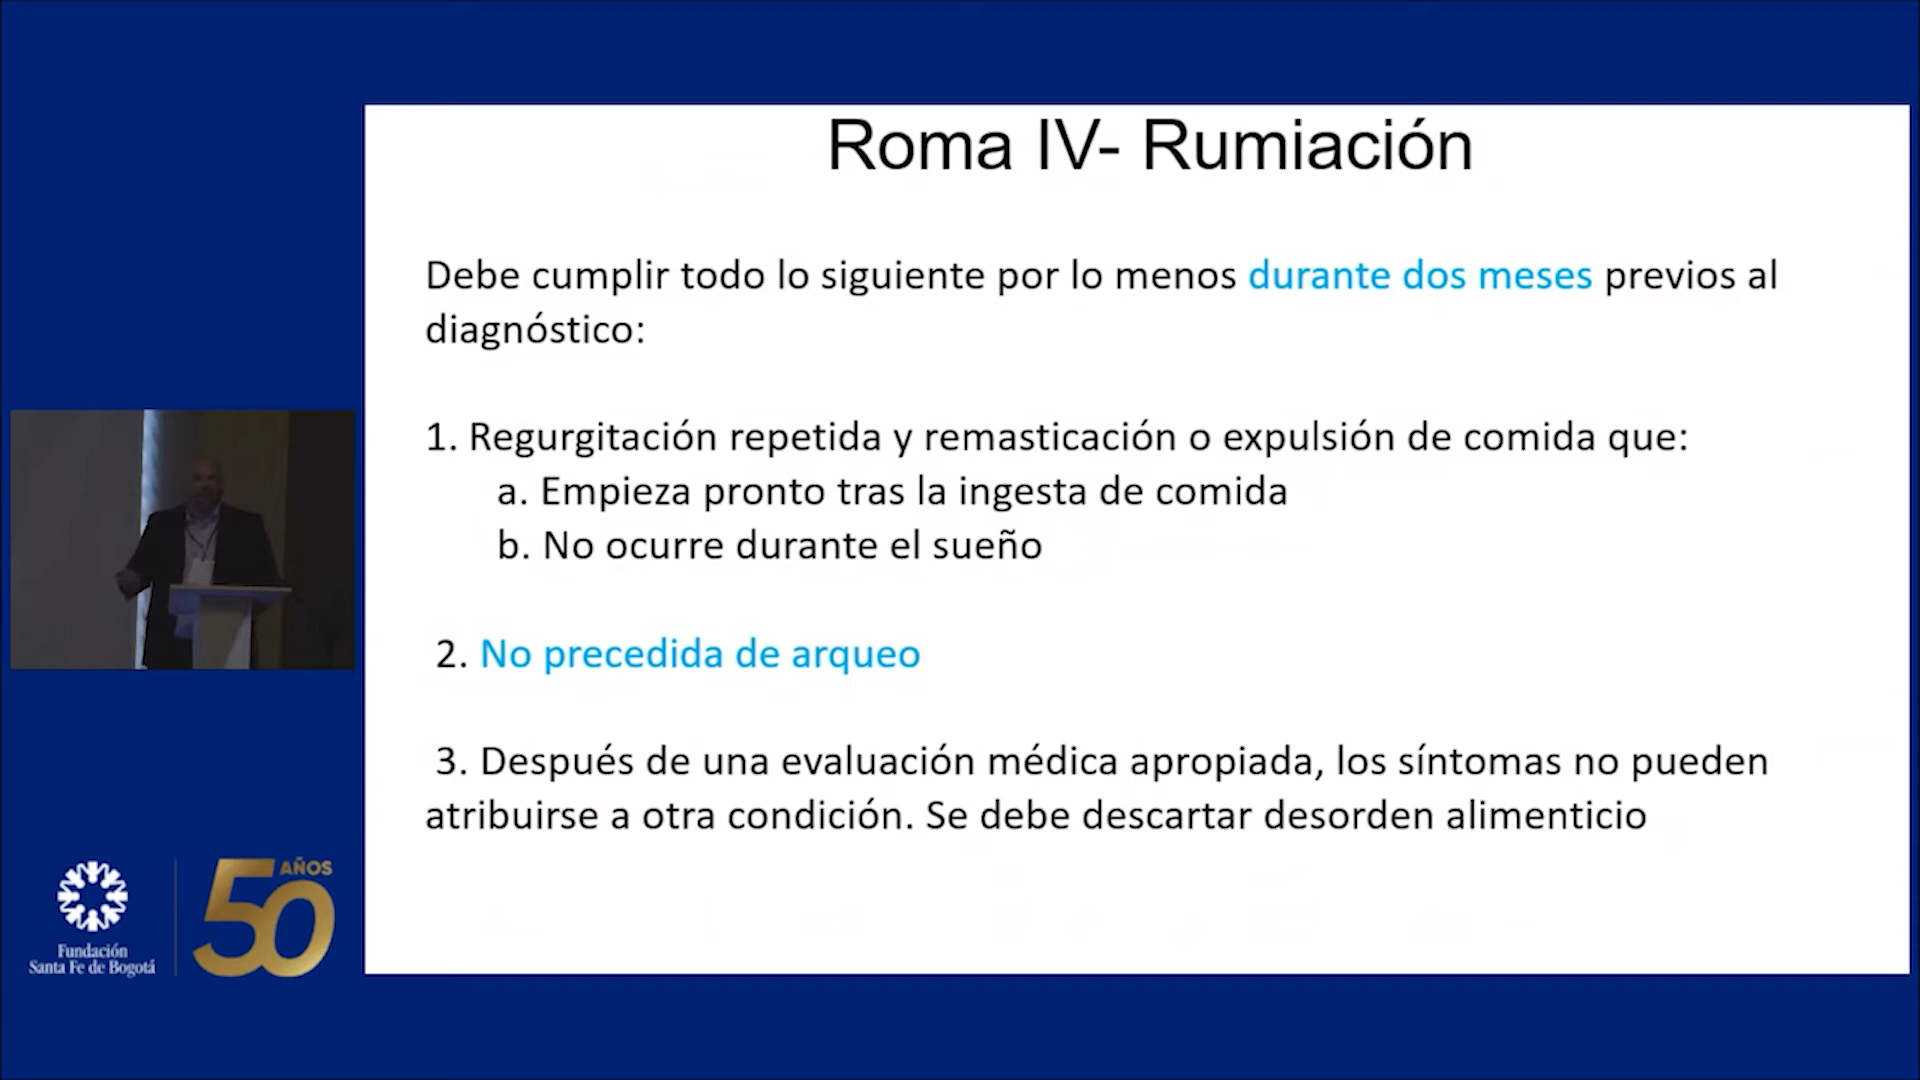 Roma IV- Rumiación
Debe cumplir todo lo siguiente por lo menos durante dos meses previos al
diagnóstico:
1. Regurgitación repetida y remasticación o expulsión de comida que:
a. Empieza pronto tras la ingesta de comida
b. No ocurre durante el sueño
2. No precedida de arqueo
3. Después de una evaluación médica apropiada, los síntomas no pueden
atribuirse a otra condición. Se debe descartar desorden alimenticio
Fundación
Santa Fe de Bogotá
50 AÑOS